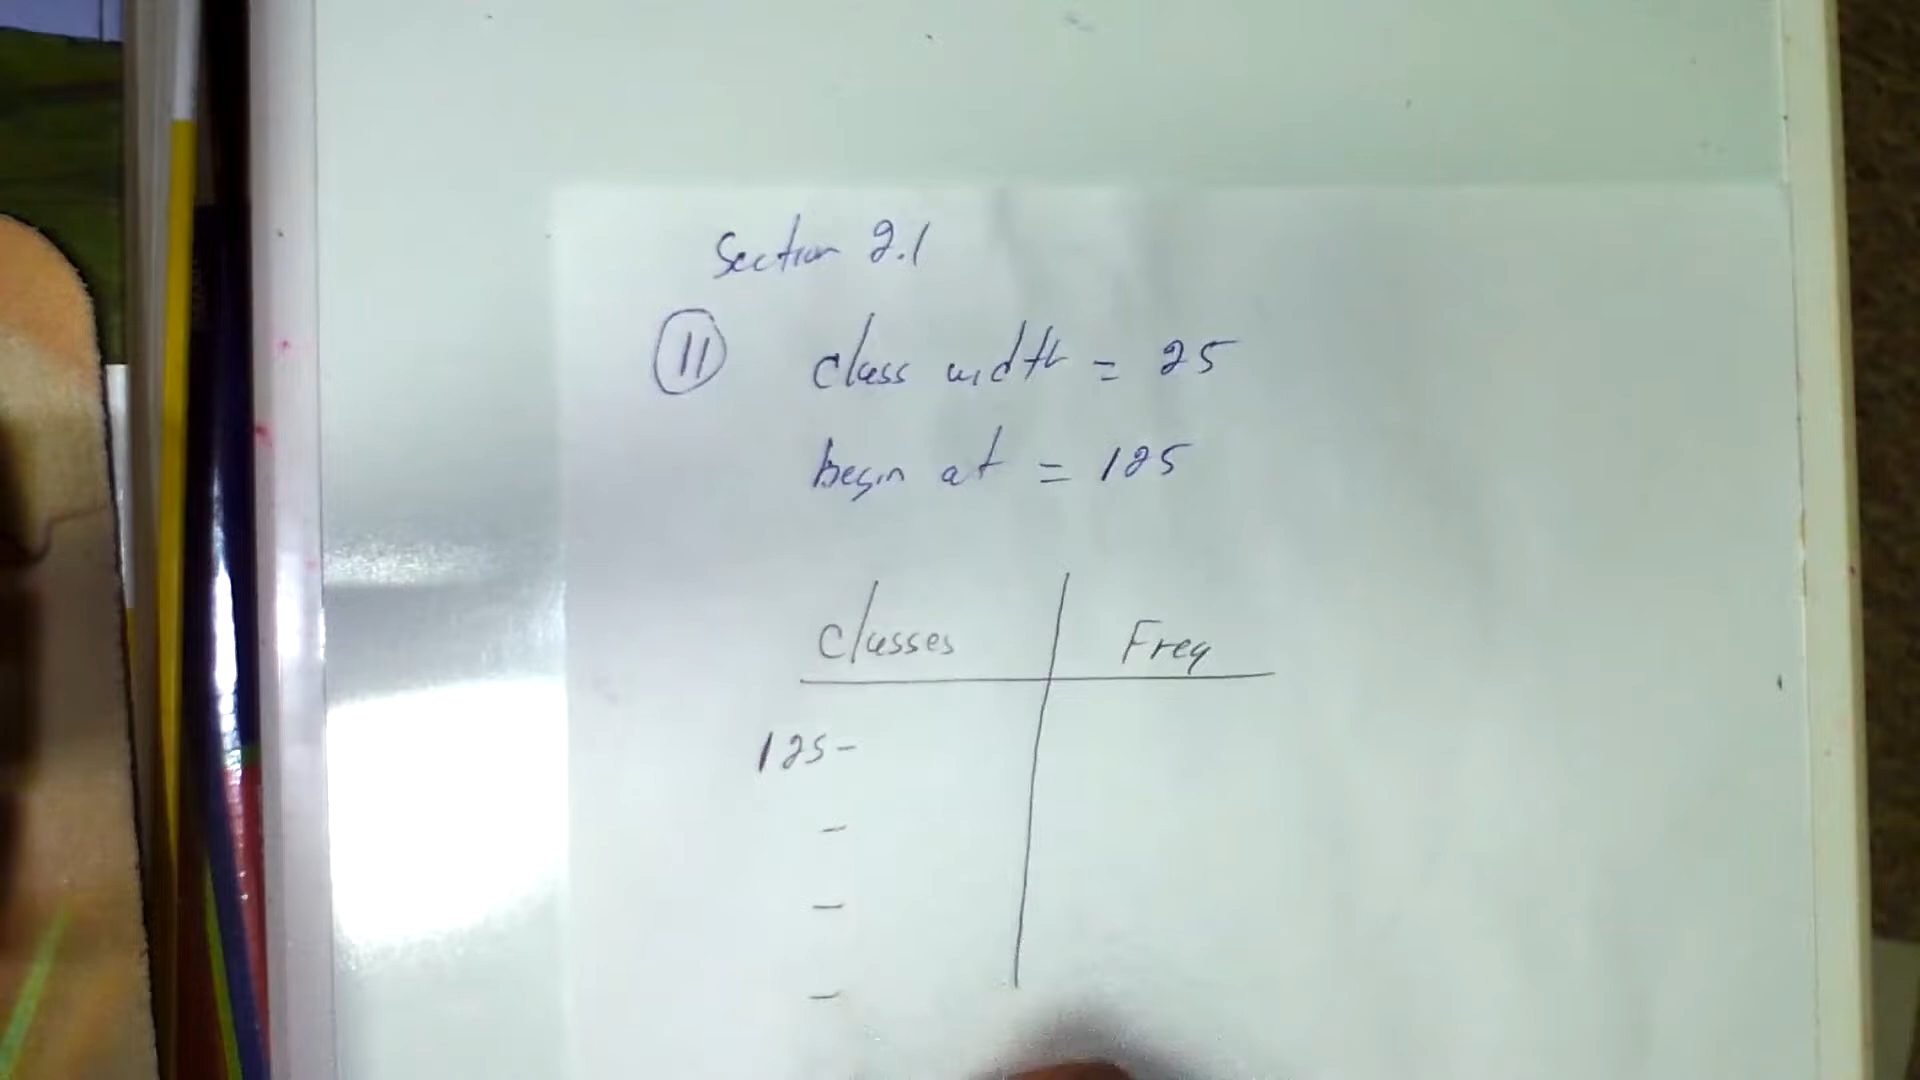 Section 2.1
11 class width = 25
begin at = 125
Classes Freq
125-
-
-
-